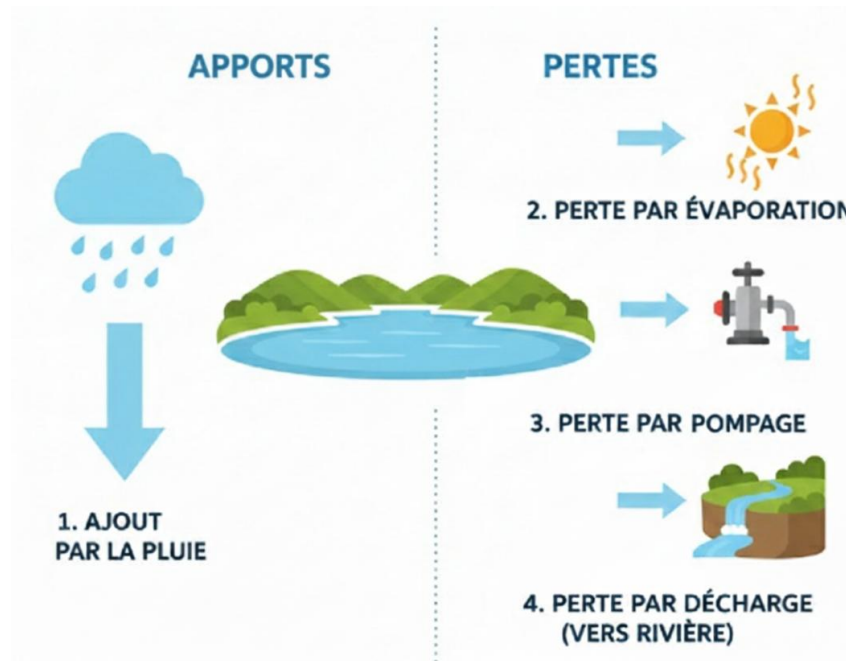 APPORTS
PERTES
1. AJOUT
PAR LA PLUIE
2. PERTE PAR ÉVAPORATION
3. PERTE PAR POMPAGE
4. PERTE PAR DÉCHARGE
(VERS RIVIÈRE)